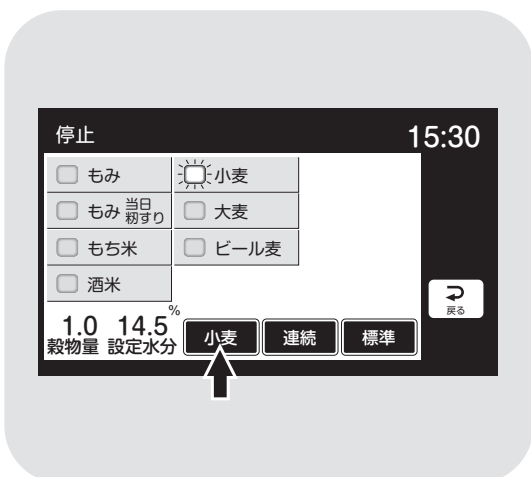 停止 15:30
もみ 小麦
もみ 当日籾すり 大麦
もち米 ビール麦
酒米
戻る
1.0 14.5%
穀物量 設定水分
小麦 連続 標準